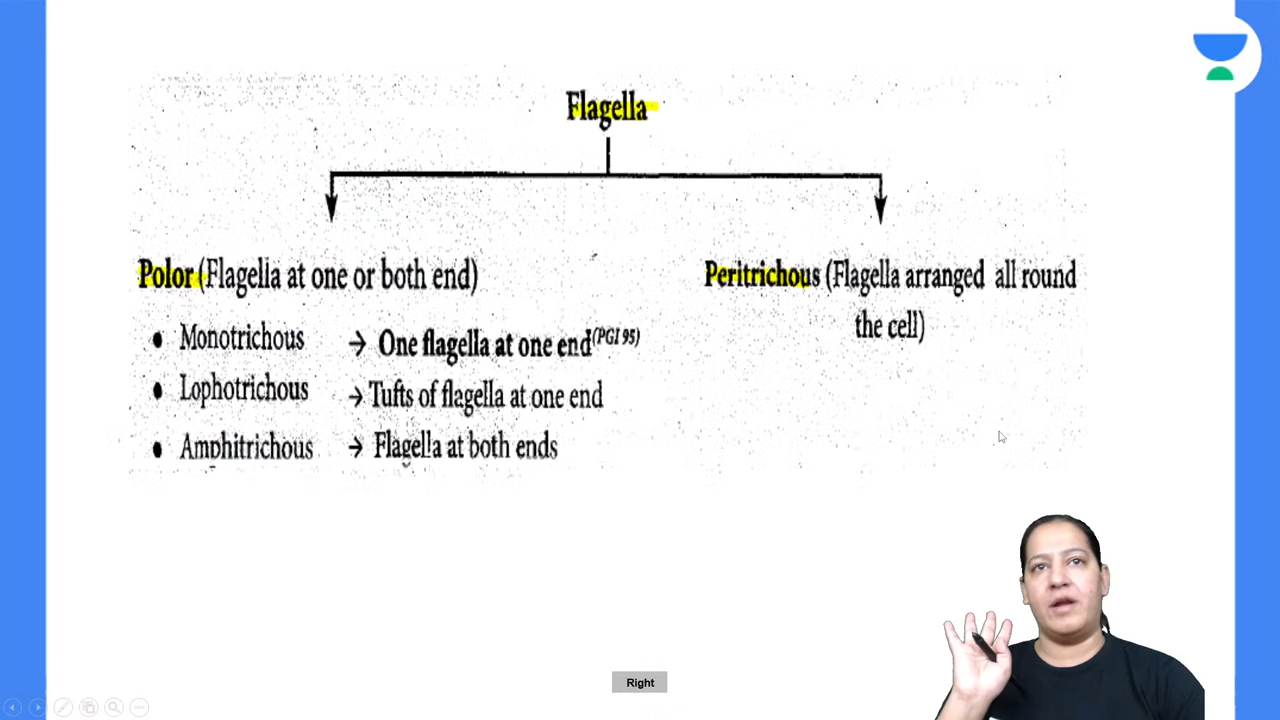 Flagella
Polor (Flagella at one or both end)
Peritrichous (Flagella arranged all round
the cell)
• Monotrichous → One flagella at one end (PGI 95)
• Lophotrichous → Tufts of flagella at one end
• Amphitrichous → Flagella at both ends
Right